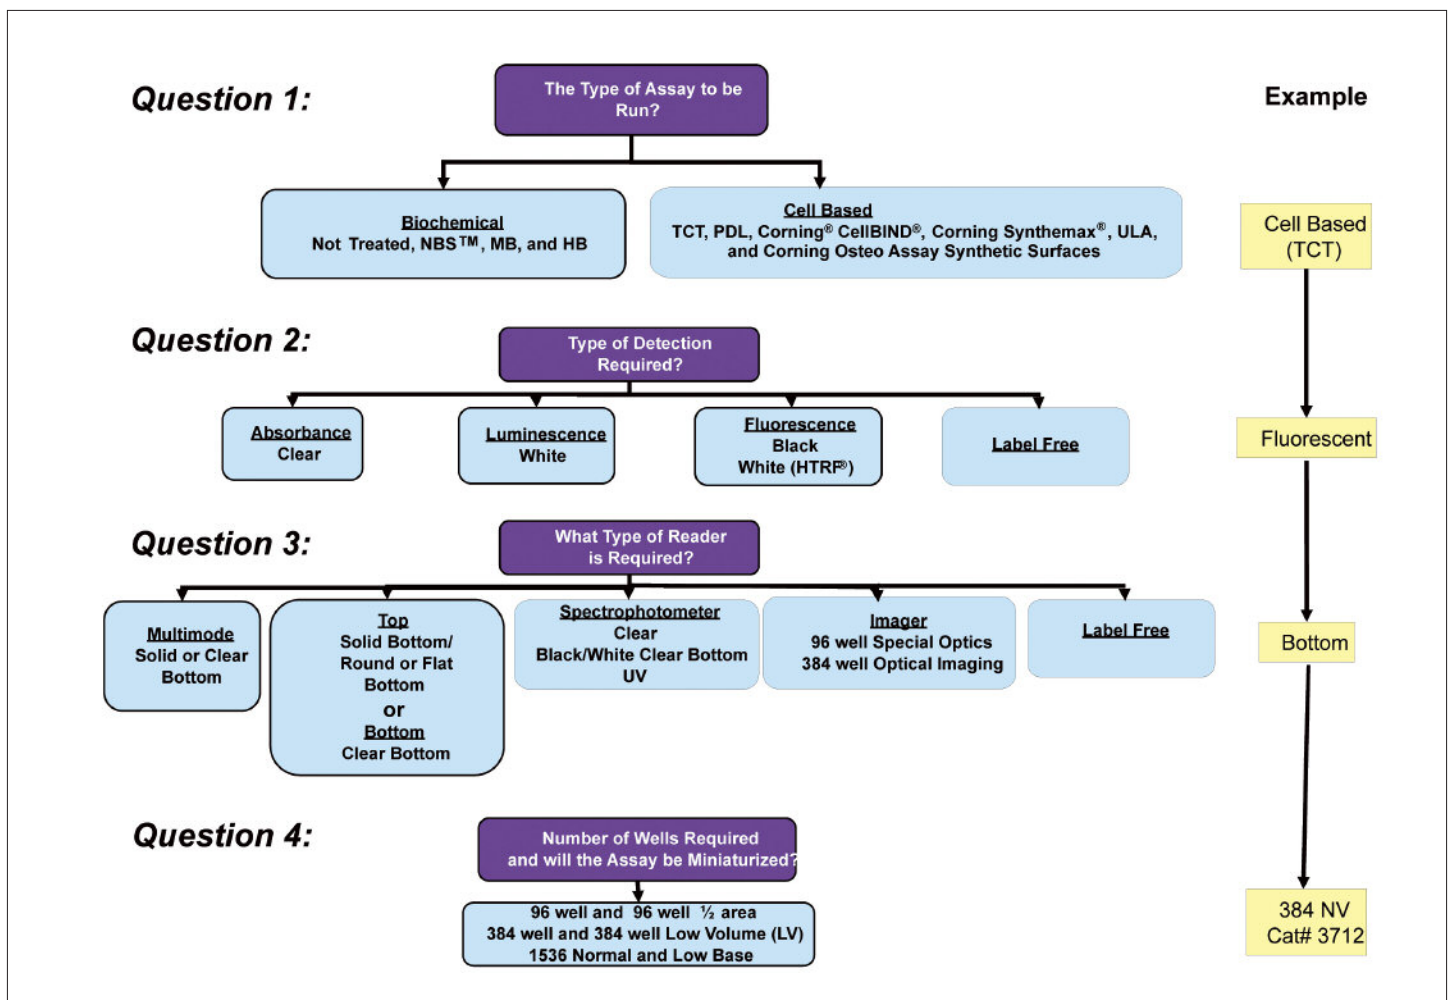 Question 1:
The Type of Assay to be
Run?
Example
Biochemical
Not Treated, NBS™, MB, and HB
Cell Based
TCT, PDL, Corning® CellBIND®, Corning Synthemax®, ULA,
and Corning Osteo Assay Synthetic Surfaces
Cell Based
(TCT)
Question 2:
Type of Detection
Required?
Absorbance
Clear
Luminescence
White
Fluorescence
Black
White (HTRF®)
Label Free
Fluorescent
Question 3:
What Type of Reader
is Required?
Multimode
Solid or Clear
Bottom
Top
Solid Bottom/
Round or Flat
Bottom
or
Bottom
Clear Bottom
Spectrophotometer
Clear
Black/White Clear Bottom
UV
Imager
96 well Special Optics
384 well Optical Imaging
Label Free
Bottom
Question 4:
Number of Wells Required
and will the Assay be Miniaturized?
96 well and 96 well ½ area
384 well and 384 well Low Volume (LV)
1536 Normal and Low Base
384 NV
Cat# 3712